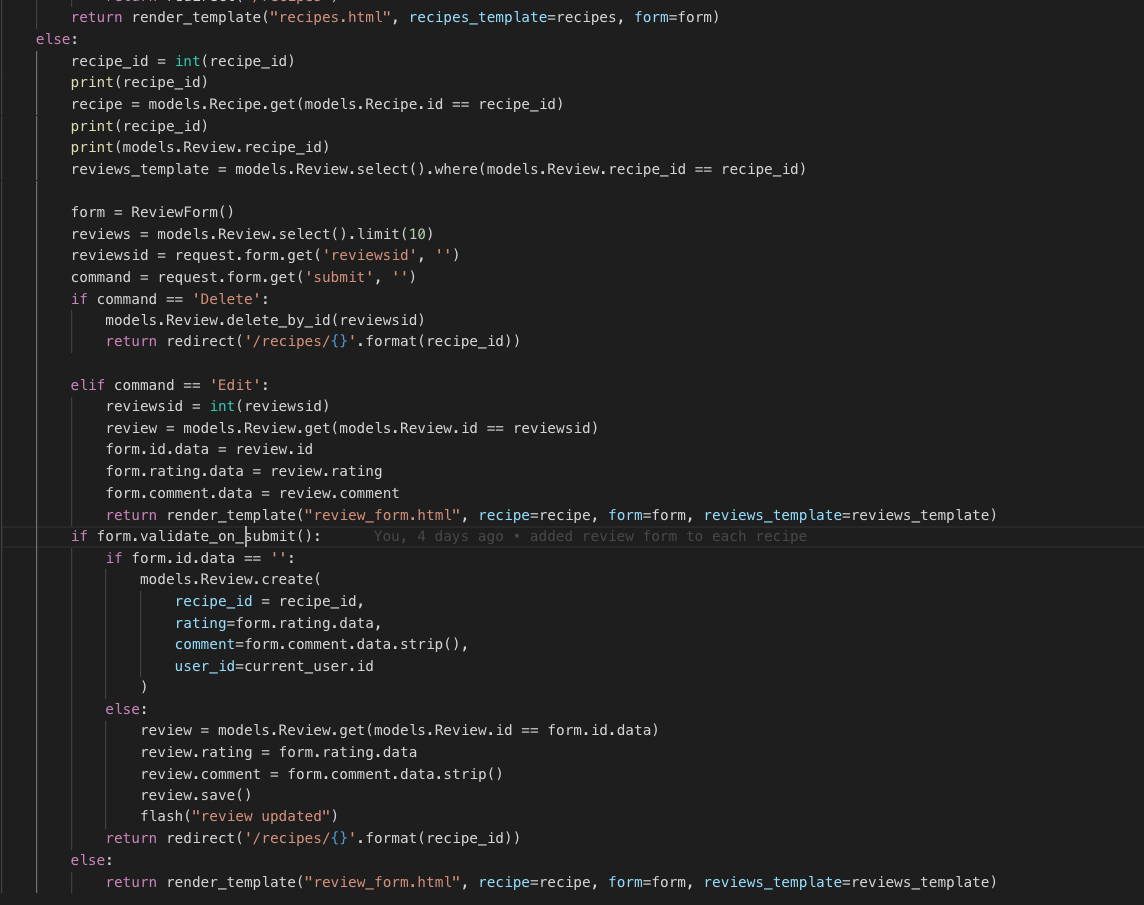 return render_template("recipes.html", recipes_template=recipes, form=form)
else:
recipe_id = int(recipe_id)
print(recipe_id)
recipe = models.Recipe.get(models.Recipe.id == recipe_id)
print(recipe_id)
print(models.Review.recipe_id)
reviews_template = models.Review.select().where(models.Review.recipe_id == recipe_id)
form = ReviewForm()
reviews = models.Review.select().limit(10)
reviewsid = request.form.get('reviewsid', '')
command = request.form.get('submit', '')
if command == 'Delete':
models.Review.delete_by_id(reviewsid)
return redirect('/recipes/{}'.format(recipe_id))
elif command == 'Edit':
reviewsid = int(reviewsid)
review = models.Review.get(models.Review.id == reviewsid)
form.id.data = review.id
form.rating.data = review.rating
form.comment.data = review.comment
return render_template("review_form.html", recipe=recipe, form=form, reviews_template=reviews_template)
if form.validate_on_submit(): You, 4 days ago • added review form to each recipe
if form.id.data == '':
models.Review.create(
recipe_id = recipe_id,
rating=form.rating.data,
comment=form.comment.data.strip(),
user_id=current_user.id
)
else:
review = models.Review.get(models.Review.id == form.id.data)
review.rating = form.rating.data
review.comment = form.comment.data.strip()
review.save()
flash("review updated")
return redirect('/recipes/{}'.format(recipe_id))
else:
return render_template("review_form.html", recipe=recipe, form=form, reviews_template=reviews_template)